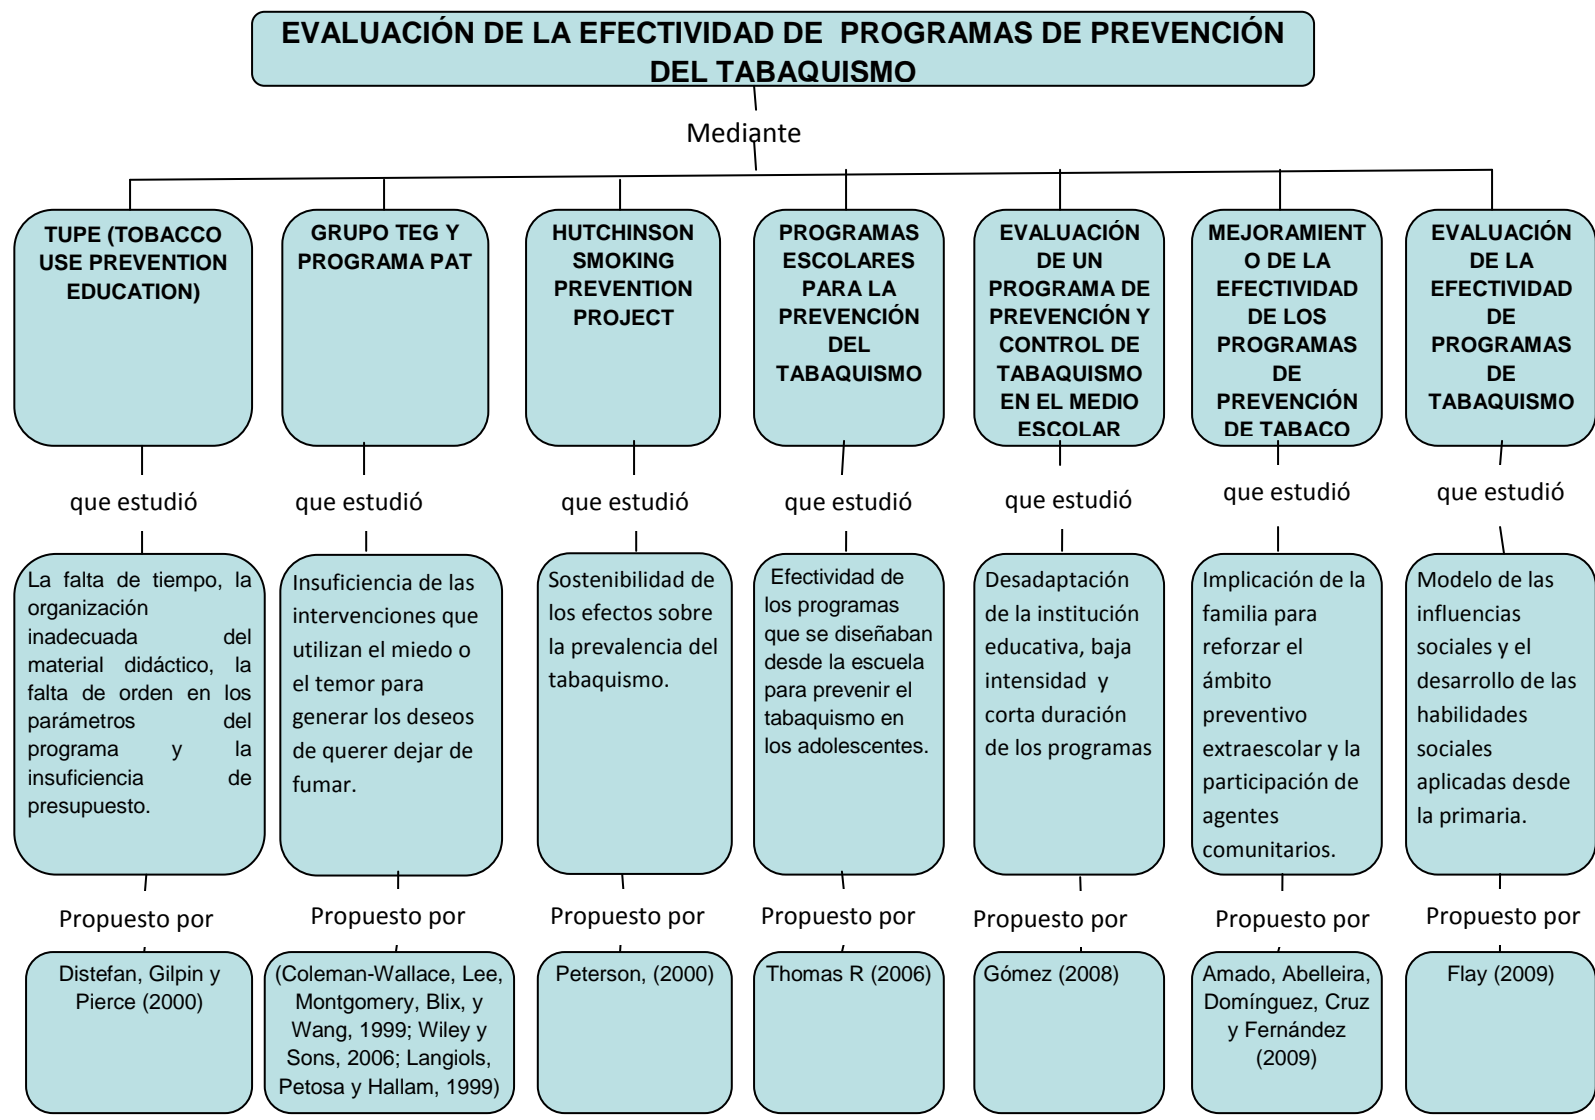 EVALUACIÓN DE LA EFECTIVIDAD DE PROGRAMAS DE PREVENCIÓN
DEL TABAQUISMO
Mediante
TUPE (TOBACCO
USE PREVENTION
EDUCATION)
GRUPO TEG Y
PROGRAMA PAT
HUTCHINSON
SMOKING
PREVENTION
PROJECT
PROGRAMAS
ESCOLARES
PARA LA
PREVENCIÓN
DEL
TABAQUISMO
EVALUACIÓN
DE UN
PROGRAMA DE
PREVENCIÓN Y
CONTROL DE
TABAQUISMO
EN EL MEDIO
ESCOLAR
MEJORAMIENT
O DE LA
EFECTIVIDAD
DE LOS
PROGRAMAS
DE
PREVENCIÓN
DE TABACO
EVALUACIÓN
DE LA
EFECTIVIDAD
DE
PROGRAMAS
DE
TABAQUISMO
que estudió
que estudió
que estudió
que estudió
que estudió
que estudió
que estudió
La falta de tiempo, la
organización
inadecuada del
material didáctico, la
falta de orden en los
parámetros del
programa y la
insuficiencia de
presupuesto.
Insuficiencia de las
intervenciones que
utilizan el miedo o
el temor para
generar los deseos
de querer dejar de
fumar.
Sostenibilidad de
los efectos sobre
la prevalencia del
tabaquismo.
Efectividad de
los programas
que se diseñaban
desde la escuela
para prevenir el
tabaquismo en
los adolescentes.
Desadaptación
de la institución
educativa, baja
intensidad y
corta duración
de los programas
Implicación de la
familia para
reforzar el
ámbito
preventivo
extraescolar y la
participación de
agentes
comunitarios.
Modelo de las
influencias
sociales y el
desarrollo de las
habilidades
sociales
aplicadas desde
la primaria.
Propuesto por
Propuesto por
Propuesto por
Propuesto por
Propuesto por
Propuesto por
Propuesto por
Distefan, Gilpin y
Pierce (2000)
(Coleman-Wallace, Lee,
Montgomery, Blix, y
Wang, 1999; Wiley y
Sons, 2006; Langiols,
Petosa y Hallam, 1999)
Peterson, (2000)
Thomas R (2006)
Gómez (2008)
Amado, Abelleira,
Domínguez, Cruz
y Fernández
(2009)
Flay (2009)